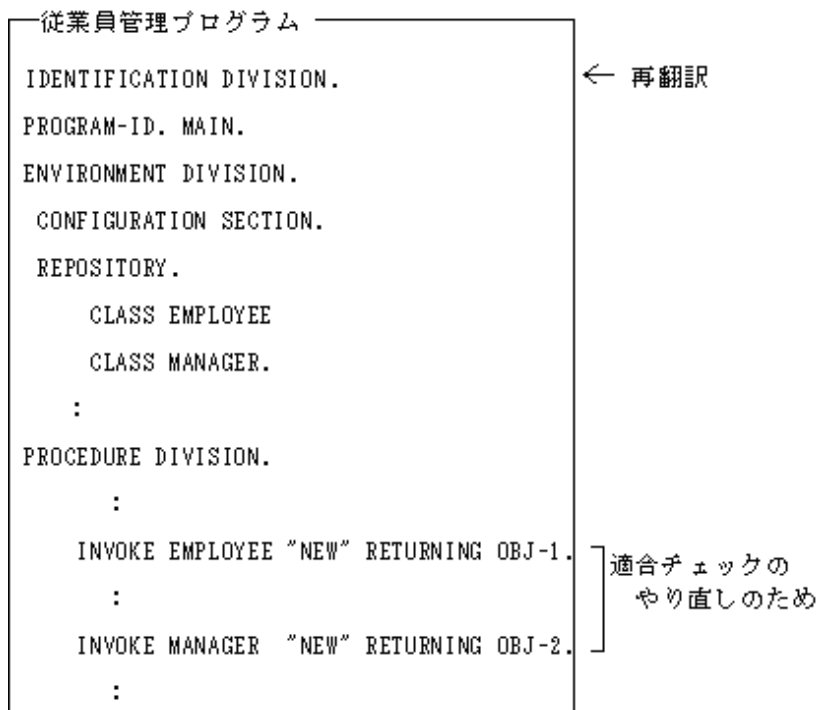 従業員管理プログラム
IDENTIFICATION DIVISION.
← 再翻訳
PROGRAM-ID. MAIN.
ENVIRONMENT DIVISION.
CONFIGURATION SECTION.
REPOSITORY.
CLASS EMPLOYEE
CLASS MANAGER.
:
PROCEDURE DIVISION.
:
INVOKE EMPLOYEE "NEW" RETURNING OBJ-1.
:
INVOKE MANAGER "NEW" RETURNING OBJ-2.
:
適合チェックの
やり直しのため